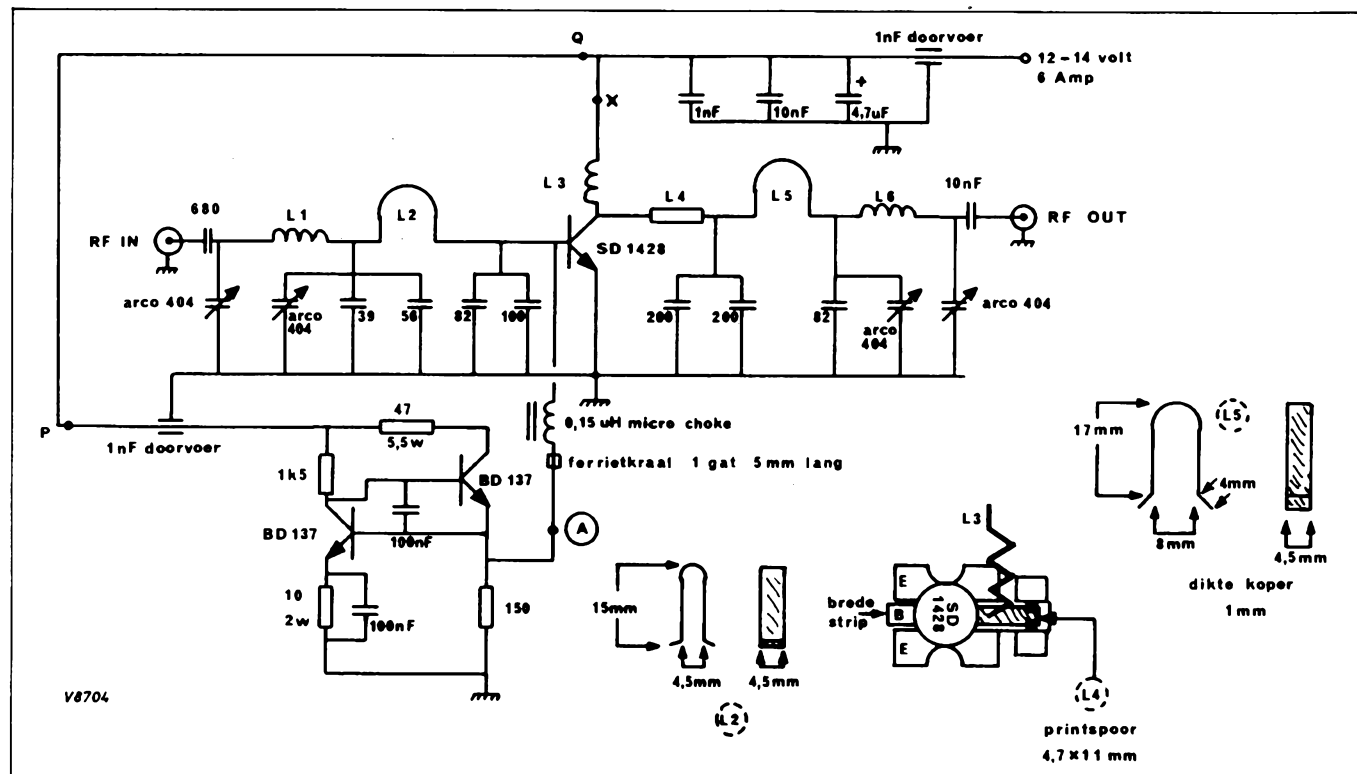 Q
1nF doorvoer
12-14 volt
6 Amp
X
1nF
10nF
+
4,7uF
L3
680
L1
L2
L4
L5
L6
10nF
RF IN
RF OUT
SD 1428
arco 404
arco
404
39
56
82
100
200
200
82
arco
404
arco 404
P
1nF doorvoer
47
5,5w
0,15uH micro choke
ferrietkraal 1 gat 5mm lang
1k5
BD 137
BD 137
100nF
A
10
2w
100nF
150
15mm
4,5mm
4,5mm
L2
17mm
L5
4mm
8mm
4,5mm
dikte koper
1mm
L3
brede
strip
E
B
E
SD
1428
L4
printspoor
4,7×11 mm
V8704